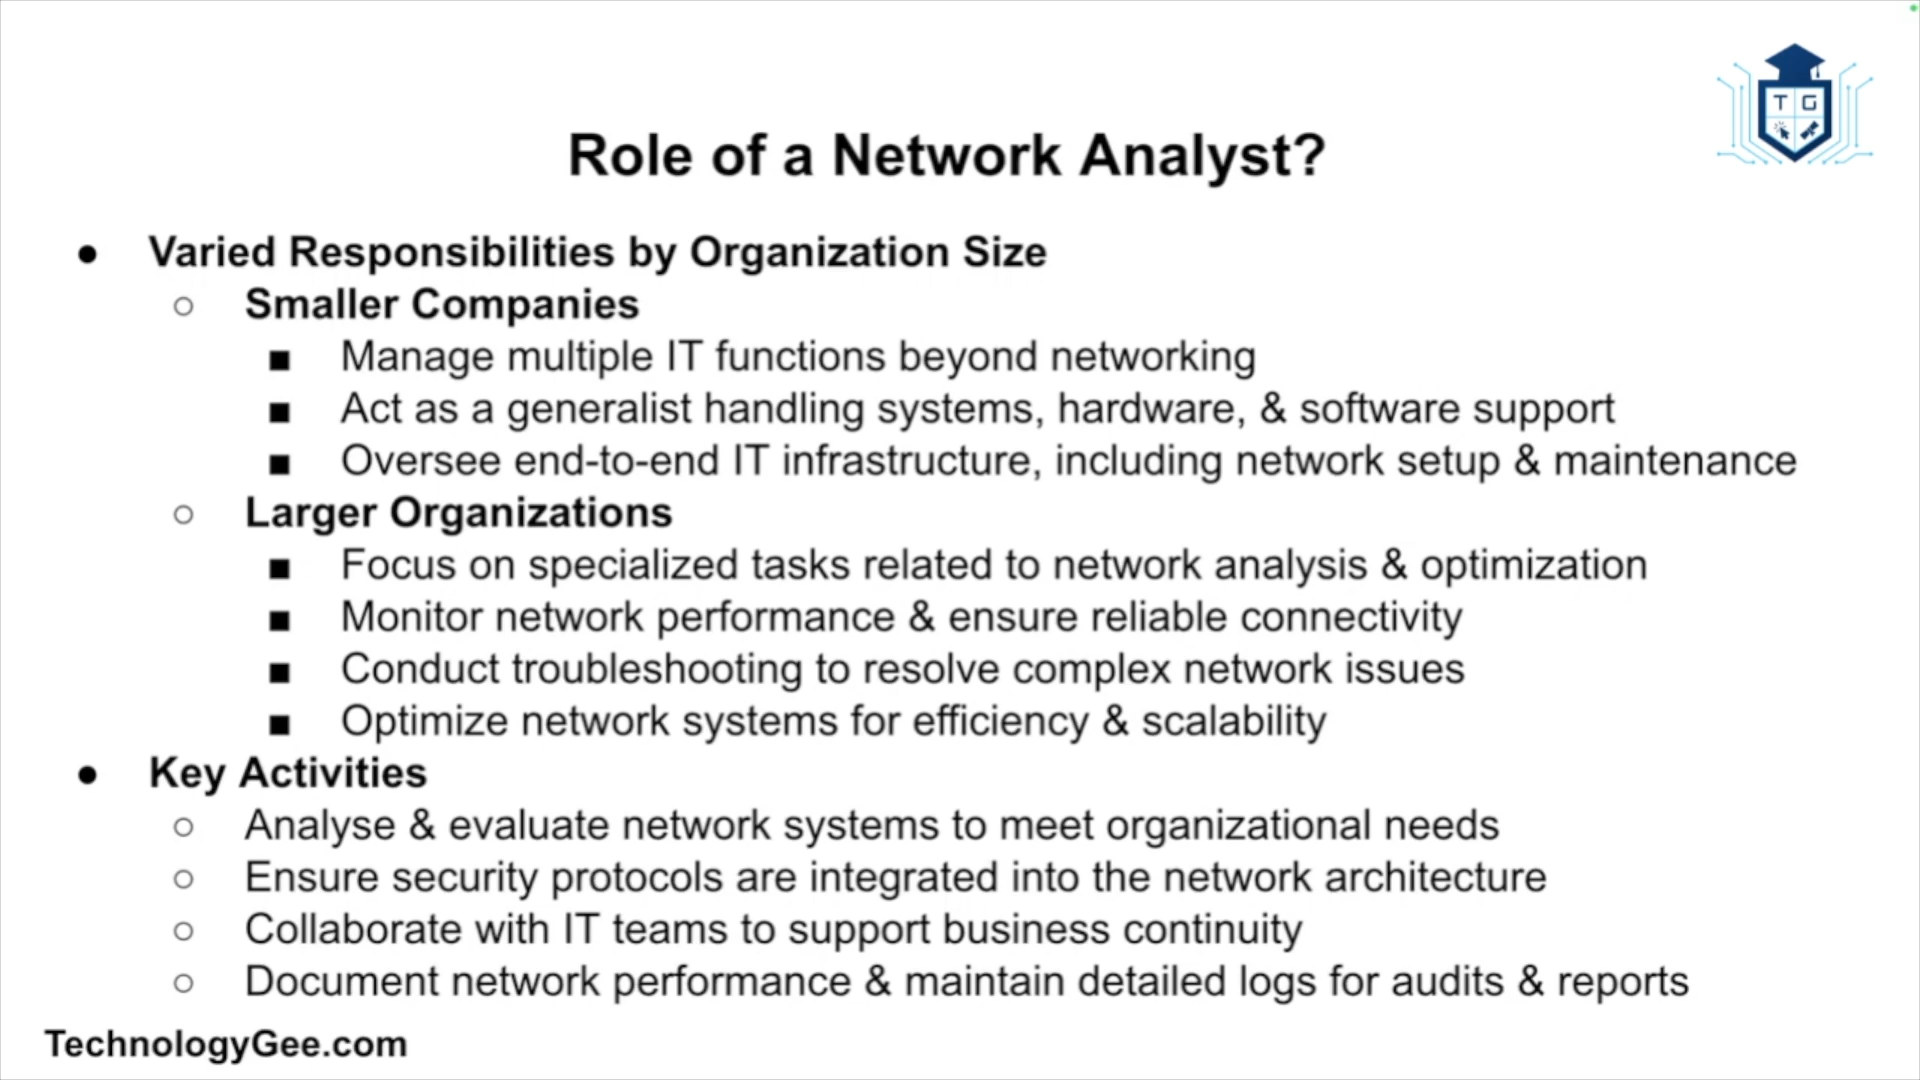 T G
Role of a Network Analyst?
● Varied Responsibilities by Organization Size
○ Smaller Companies
■ Manage multiple IT functions beyond networking
■ Act as a generalist handling systems, hardware, & software support
■ Oversee end-to-end IT infrastructure, including network setup & maintenance
○ Larger Organizations
■ Focus on specialized tasks related to network analysis & optimization
■ Monitor network performance & ensure reliable connectivity
■ Conduct troubleshooting to resolve complex network issues
■ Optimize network systems for efficiency & scalability
● Key Activities
○ Analyse & evaluate network systems to meet organizational needs
○ Ensure security protocols are integrated into the network architecture
○ Collaborate with IT teams to support business continuity
○ Document network performance & maintain detailed logs for audits & reports
TechnologyGee.com